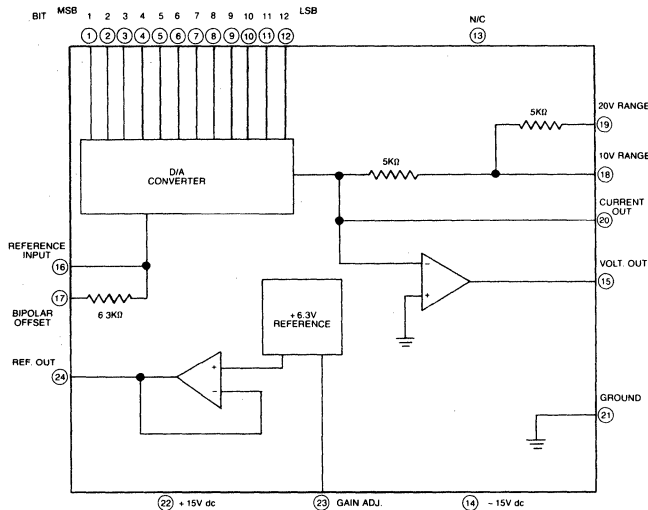 MSB LSB
BIT 1 2 3 4 5 6 7 8 9 10 11 12
1 2 3 4 5 6 7 8 9 10 11 12
N/C
13
20V RANGE
5KΩ
19
D/A
CONVERTER
5KΩ
10V RANGE
18
CURRENT
OUT
20
REFERENCE
INPUT
16
−
+
VOLT. OUT
15
17
6 3KΩ
BIPOLAR
OFFSET
+6.3V
REFERENCE
REF. OUT
24
+
−
GROUND
21
22 + 15V dc
23 GAIN ADJ.
14 − 15V dc